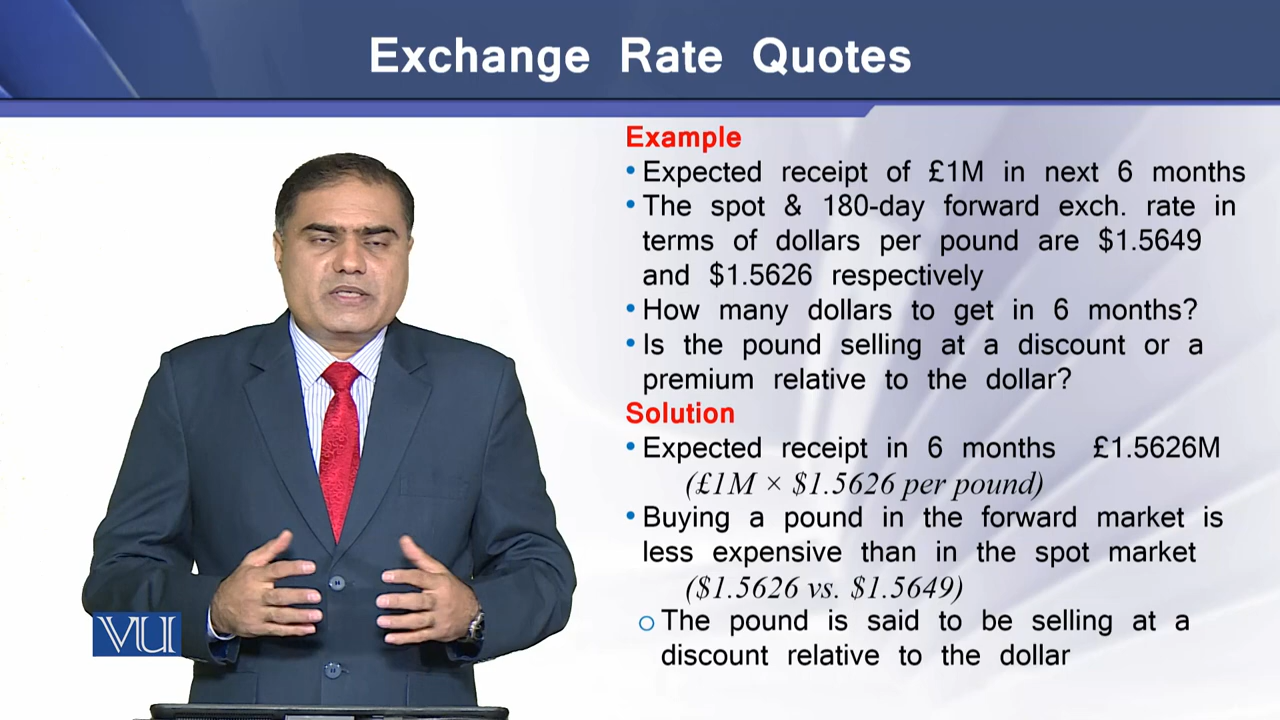 Exchange Rate Quotes
Example
•Expected receipt of £1M in next 6 months
•The spot & 180-day forward exch. rate in
terms of dollars per pound are $1.5649
and $1.5626 respectively
•How many dollars to get in 6 months?
•Is the pound selling at a discount or a
premium relative to the dollar?
Solution
•Expected receipt in 6 months £1.5626M
(£1M × $1.5626 per pound)
•Buying a pound in the forward market is
less expensive than in the spot market
($1.5626 vs. $1.5649)
○The pound is said to be selling at a
discount relative to the dollar
VU